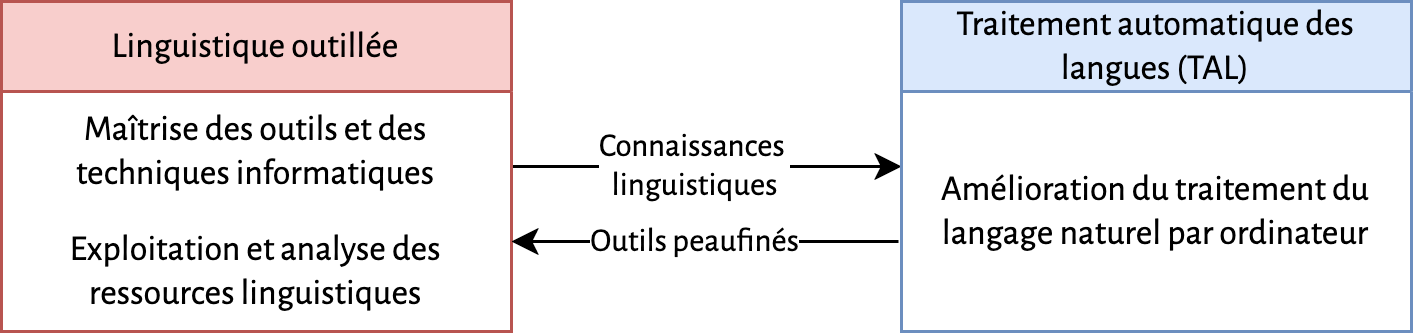 Linguistique outillée
Maîtrise des outils et des
techniques informatiques
Exploitation et analyse des
ressources linguistiques
Connaissances
linguistiques
Outils peaufinés
Traitement automatique des
langues (TAL)
Amélioration du traitement du
langage naturel par ordinateur